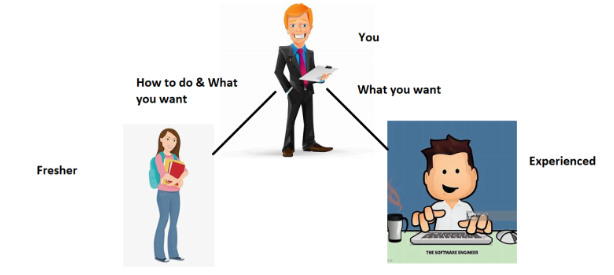 You
How to do & What
you want
What you want
Fresher
Experienced
THE SOFTWARE ENGINEER